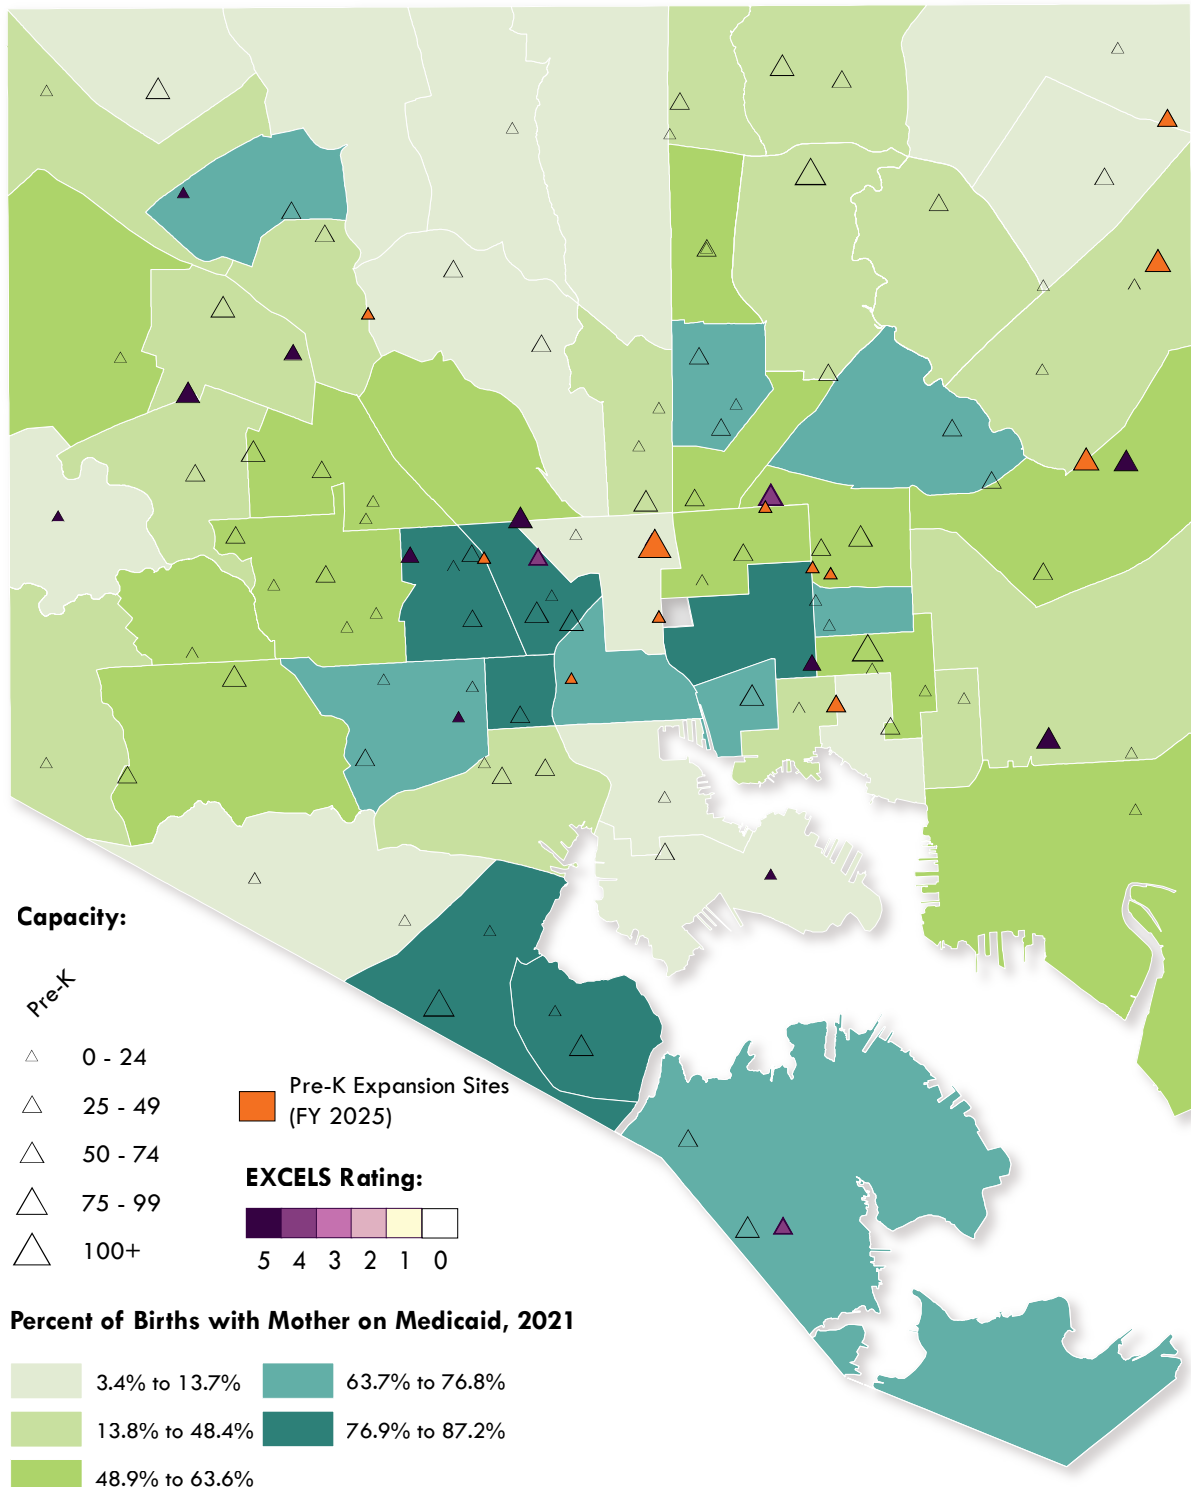 Capacity:
Pre-K
0 - 24
25 - 49
50 - 74
75 - 99
100+
Pre-K Expansion Sites
(FY 2025)
EXCELS Rating:
5 4 3 2 1 0
Percent of Births with Mother on Medicaid, 2021
3.4% to 13.7%
63.7% to 76.8%
13.8% to 48.4%
76.9% to 87.2%
48.9% to 63.6%